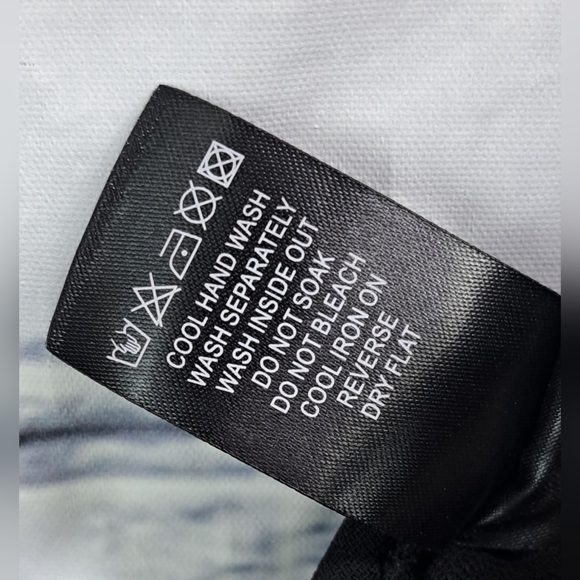 COOL HAND WASH
WASH SEPARATELY
WASH INSIDE OUT
DO NOT SOAK
DO NOT BLEACH
COOL IRON ON
REVERSE
DRY FLAT